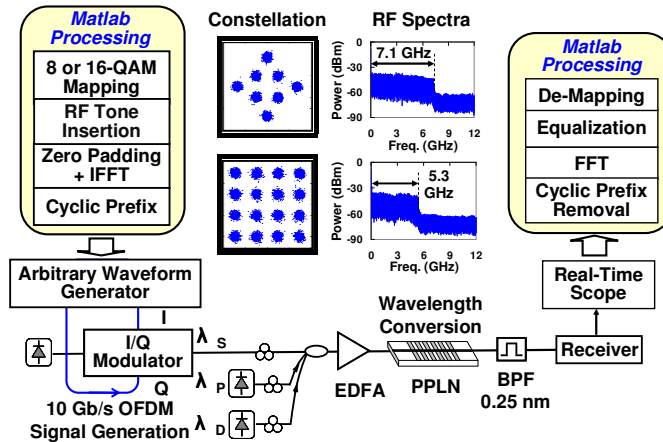 Matlab
Processing
8 or 16-QAM
Mapping
RF Tone
Insertion
Zero Padding
+ IFFT
Cyclic Prefix
Constellation
RF Spectra
Power (dBm)
0
-30
-60
-90
7.1 GHz
0 3 6 9 12
Freq. (GHz)
Power (dBm)
0
-30
-60
-90
5.3
GHz
0 3 6 9 12
Freq. (GHz)
Matlab
Processing
De-Mapping
Equalization
FFT
Cyclic Prefix
Removal
Arbitrary Waveform
Generator
I
I/Q
Modulator
Q
10 Gb/s OFDM
Signal Generation
λ S
λ P
λ D
EDFA
Wavelength
Conversion
PPLN
BPF
0.25 nm
Receiver
Real-Time
Scope